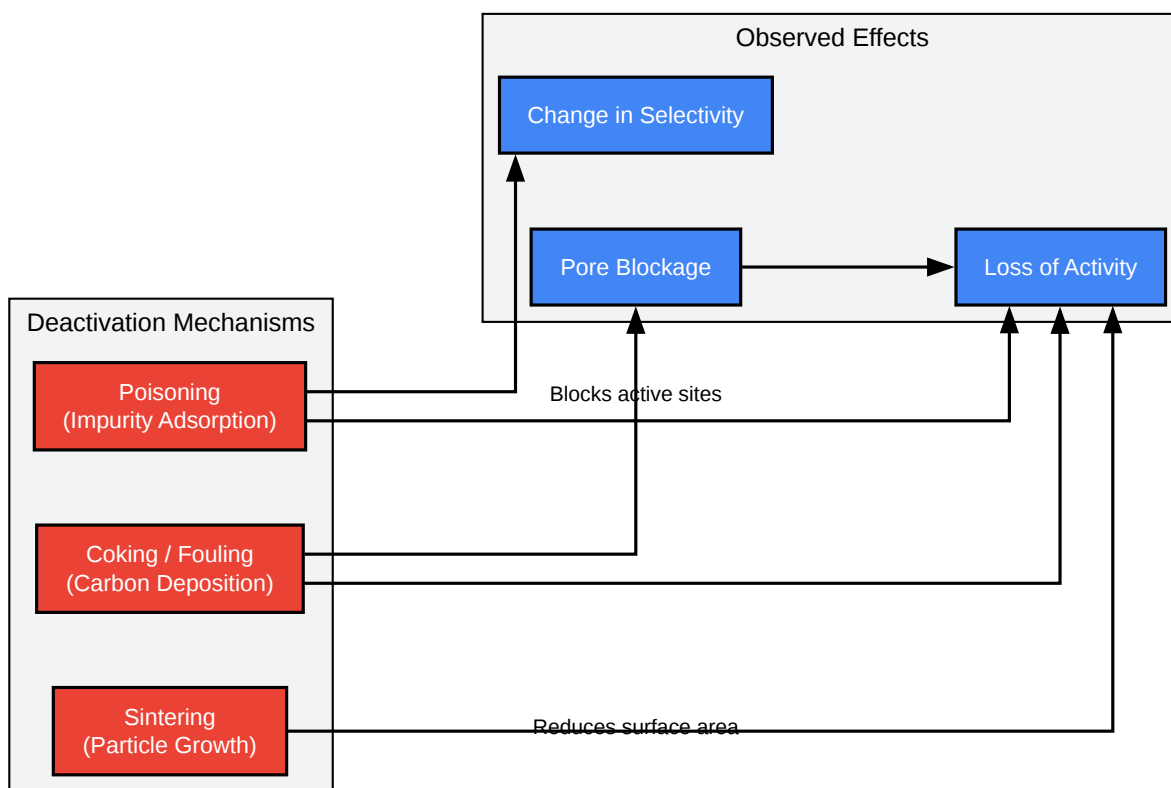 Observed Effects
Change in Selectivity
Pore Blockage
Loss of Activity
Deactivation Mechanisms
Poisoning
(Impurity Adsorption)
Blocks active sites
Coking / Fouling
(Carbon Deposition)
Sintering
(Particle Growth)
Reduces surface area